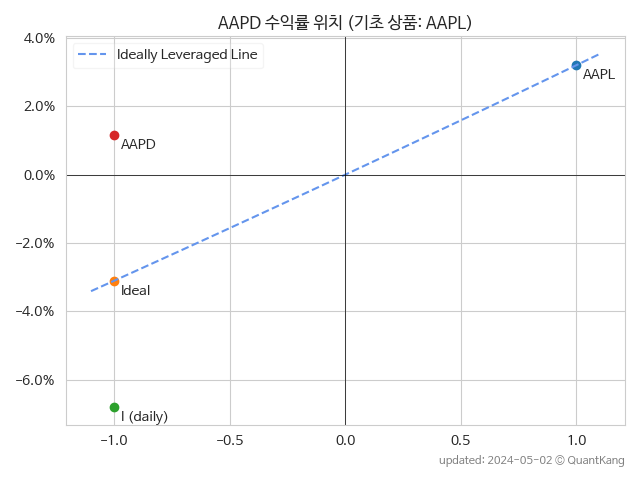 AAPD 수익률 위치 (기초 상품: AAPL)
4.0%
Ideally Leveraged Line
AAPL
2.0%
AAPD
0.0%
−2.0%
Ideal
−4.0%
−6.0%
I (daily)
−1.0 −0.5 0.0 0.5 1.0
updated: 2024-05-02 © QuantKang